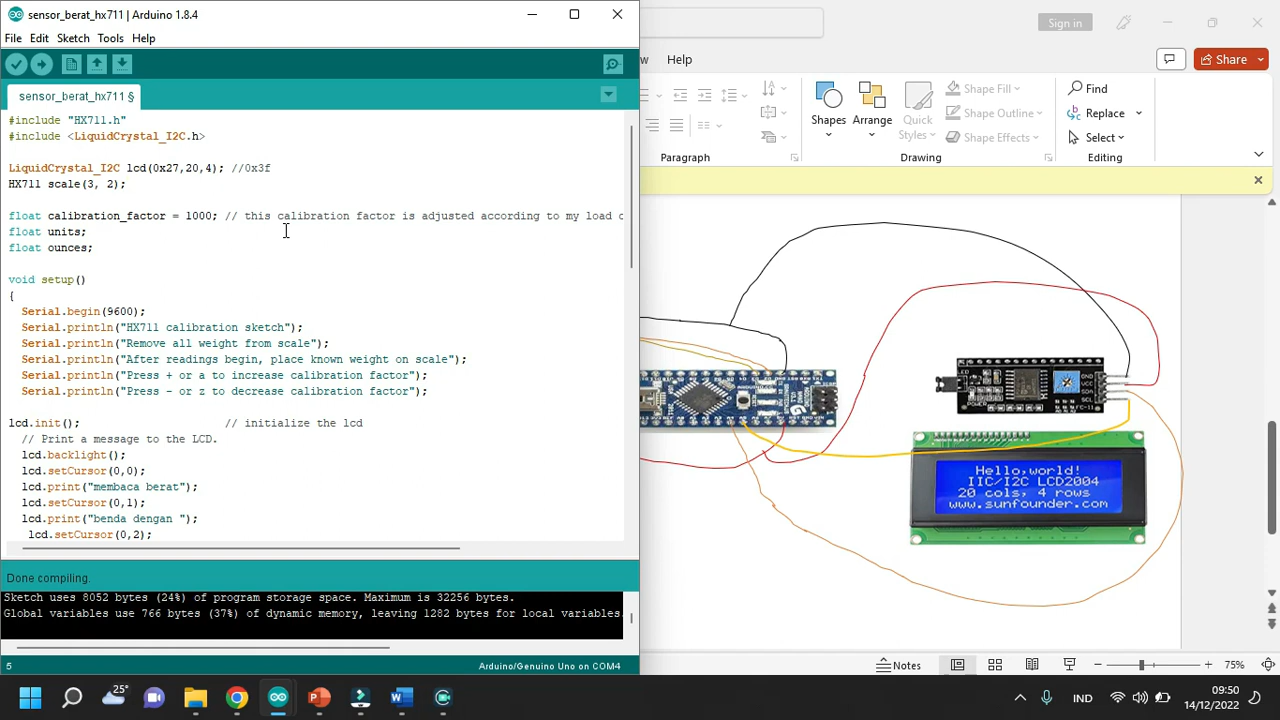 sensor_berat_hx711 | Arduino 1.8.4
File Edit Sketch Tools Help
sensor_berat_hx711 §
#include "HX711.h"
#include <LiquidCrystal_I2C.h>
LiquidCrystal_I2C lcd(0x27,20,4); //0x3f
HX711 scale(3, 2);
float calibration_factor = 1000; // this calibration factor is adjusted according to my load
float units;
float ounces;
void setup()
{
Serial.begin(9600);
Serial.println("HX711 calibration sketch");
Serial.println("Remove all weight from scale");
Serial.println("After readings begin, place known weight on scale");
Serial.println("Press + or a to increase calibration factor");
Serial.println("Press - or z to decrease calibration factor");
lcd.init(); // initialize the lcd
// Print a message to the LCD.
lcd.backlight();
lcd.setCursor(0,0);
lcd.print("membaca berat");
lcd.setCursor(0,1);
lcd.print("benda dengan ");
lcd.setCursor(0,2);
Done compiling.
Sketch uses 8052 bytes (24%) of program storage space. Maximum is 32256 bytes.
Global variables use 766 bytes (37%) of dynamic memory, leaving 1282 bytes for local variables.
5
Arduino/Genuino Uno on COM4
Sign in
Help
Share
Shapes
Arrange
Quick
Styles
Shape Fill
Shape Outline
Shape Effects
Find
Replace
Select
Paragraph
Drawing
Editing
GND
VCC
SDA
SCL
Hello,world!
IIC/I2C LCD2004
20 cols, 4 rows
www.sunfounder.com
Notes
75%
25°
IND
09:50
14/12/2022